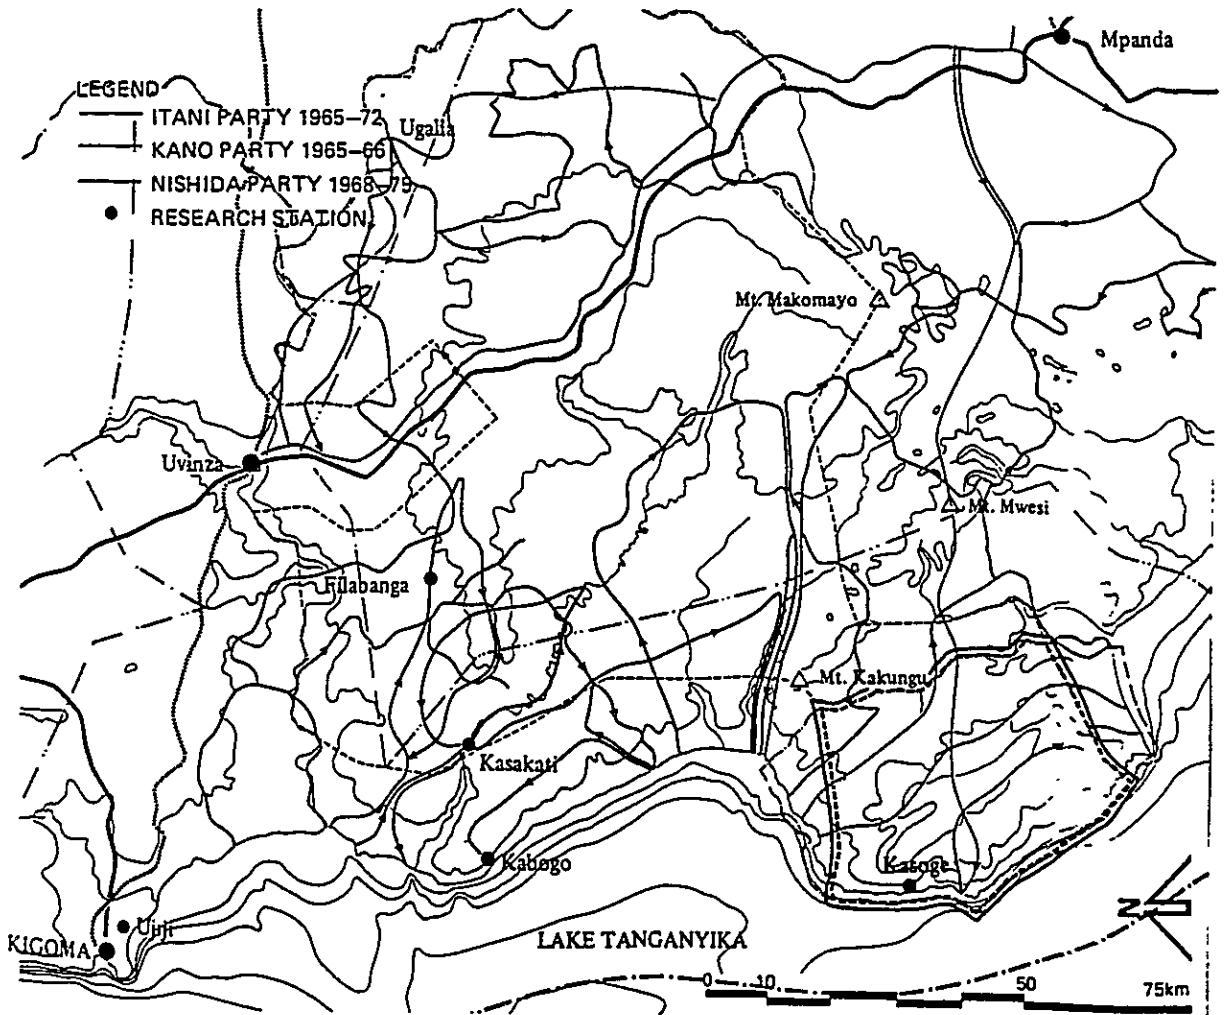 Mpanda
LEGEND
ITANI PARTY 1965–72
Ugalla
KANO PARTY 1965–66
NISHIDA PARTY 1968–79
RESEARCH STATION
Mt. Makomayo
Uvinza
Mt. Mwesi
Filabanga
Mt. Kakungu
Kasakati
Kabogo
Kasoge
N
Ujiji
KIGOMA
LAKE TANGANYIKA
0 10 50 75km